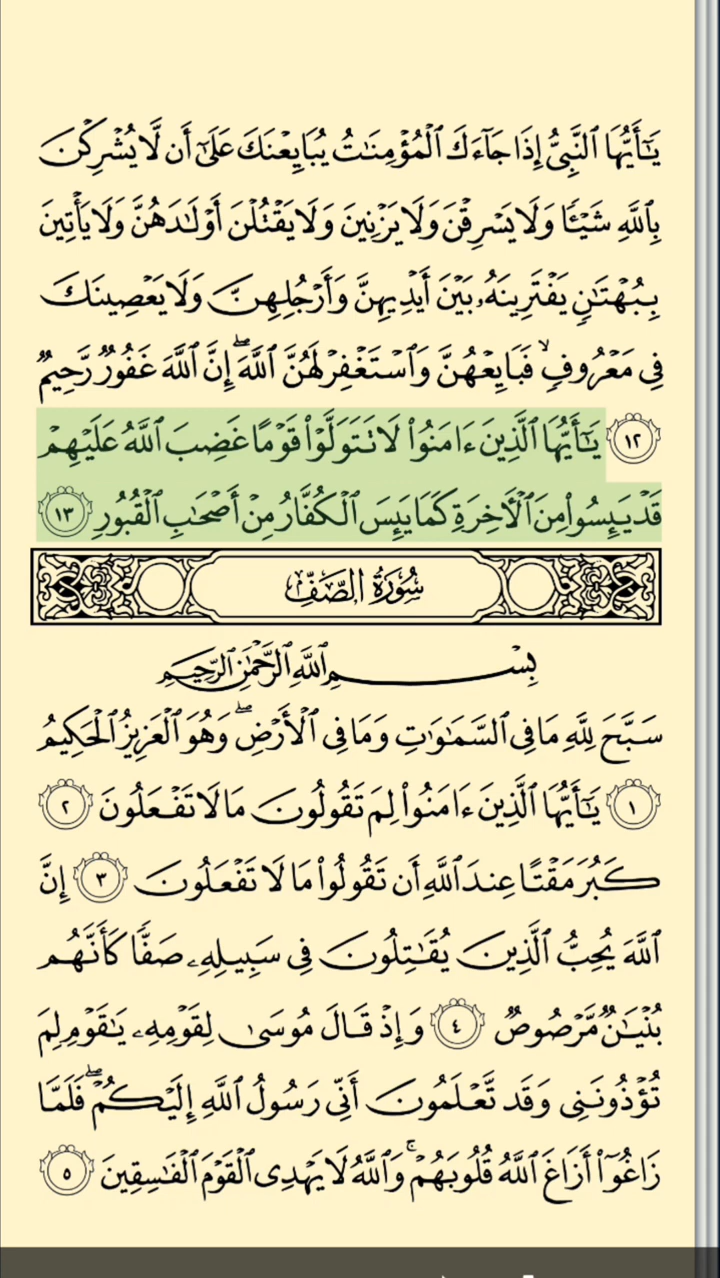 يَٰٓأَيُّهَا ٱلنَّبِيُّ إِذَا جَآءَكَ ٱلْمُؤْمِنَٰتُ يُبَايِعْنَكَ عَلَىٰٓ أَن لَّا يُشْرِكْنَ
بِٱللَّهِ شَيْـًٔا وَلَا يَسْرِقْنَ وَلَا يَزْنِينَ وَلَا يَقْتُلْنَ أَوْلَٰدَهُنَّ وَلَا يَأْتِينَ
بِبُهْتَٰنٍ يَفْتَرِينَهُۥ بَيْنَ أَيْدِيهِنَّ وَأَرْجُلِهِنَّ وَلَا يَعْصِينَكَ
فِى مَعْرُوفٍ ۙ فَبَايِعْهُنَّ وَٱسْتَغْفِرْ لَهُنَّ ٱللَّهَ ۖ إِنَّ ٱللَّهَ غَفُورٌ رَّحِيمٌ
١٢ يَٰٓأَيُّهَا ٱلَّذِينَ ءَامَنُوا۟ لَا تَتَوَلَّوْا۟ قَوْمًا غَضِبَ ٱللَّهُ عَلَيْهِمْ
قَدْ يَئِسُوا۟ مِنَ ٱلْءَاخِرَةِ كَمَا يَئِسَ ٱلْكُفَّارُ مِنْ أَصْحَٰبِ ٱلْقُبُورِ ١٣
سُورَةُ الصَّفِّ
بِسْمِ ٱللَّهِ ٱلرَّحْمَٰنِ ٱلرَّحِيمِ
سَبَّحَ لِلَّهِ مَا فِى ٱلسَّمَٰوَٰتِ وَمَا فِى ٱلْأَرْضِ ۖ وَهُوَ ٱلْعَزِيزُ ٱلْحَكِيمُ
١ يَٰٓأَيُّهَا ٱلَّذِينَ ءَامَنُوا۟ لِمَ تَقُولُونَ مَا لَا تَفْعَلُونَ ٢
كَبُرَ مَقْتًا عِندَ ٱللَّهِ أَن تَقُولُوا۟ مَا لَا تَفْعَلُونَ ٣ إِنَّ
ٱللَّهَ يُحِبُّ ٱلَّذِينَ يُقَٰتِلُونَ فِى سَبِيلِهِۦ صَفًّا كَأَنَّهُم
بُنْيَٰنٌ مَّرْصُوصٌ ٤ وَإِذْ قَالَ مُوسَىٰ لِقَوْمِهِۦ يَٰقَوْمِ لِمَ
تُؤْذُونَنِى وَقَد تَّعْلَمُونَ أَنِّى رَسُولُ ٱللَّهِ إِلَيْكُمْ ۖ فَلَمَّا
زَاغُوٓا۟ أَزَاغَ ٱللَّهُ قُلُوبَهُمْ ۚ وَٱللَّهُ لَا يَهْدِى ٱلْقَوْمَ ٱلْفَٰسِقِينَ ٥